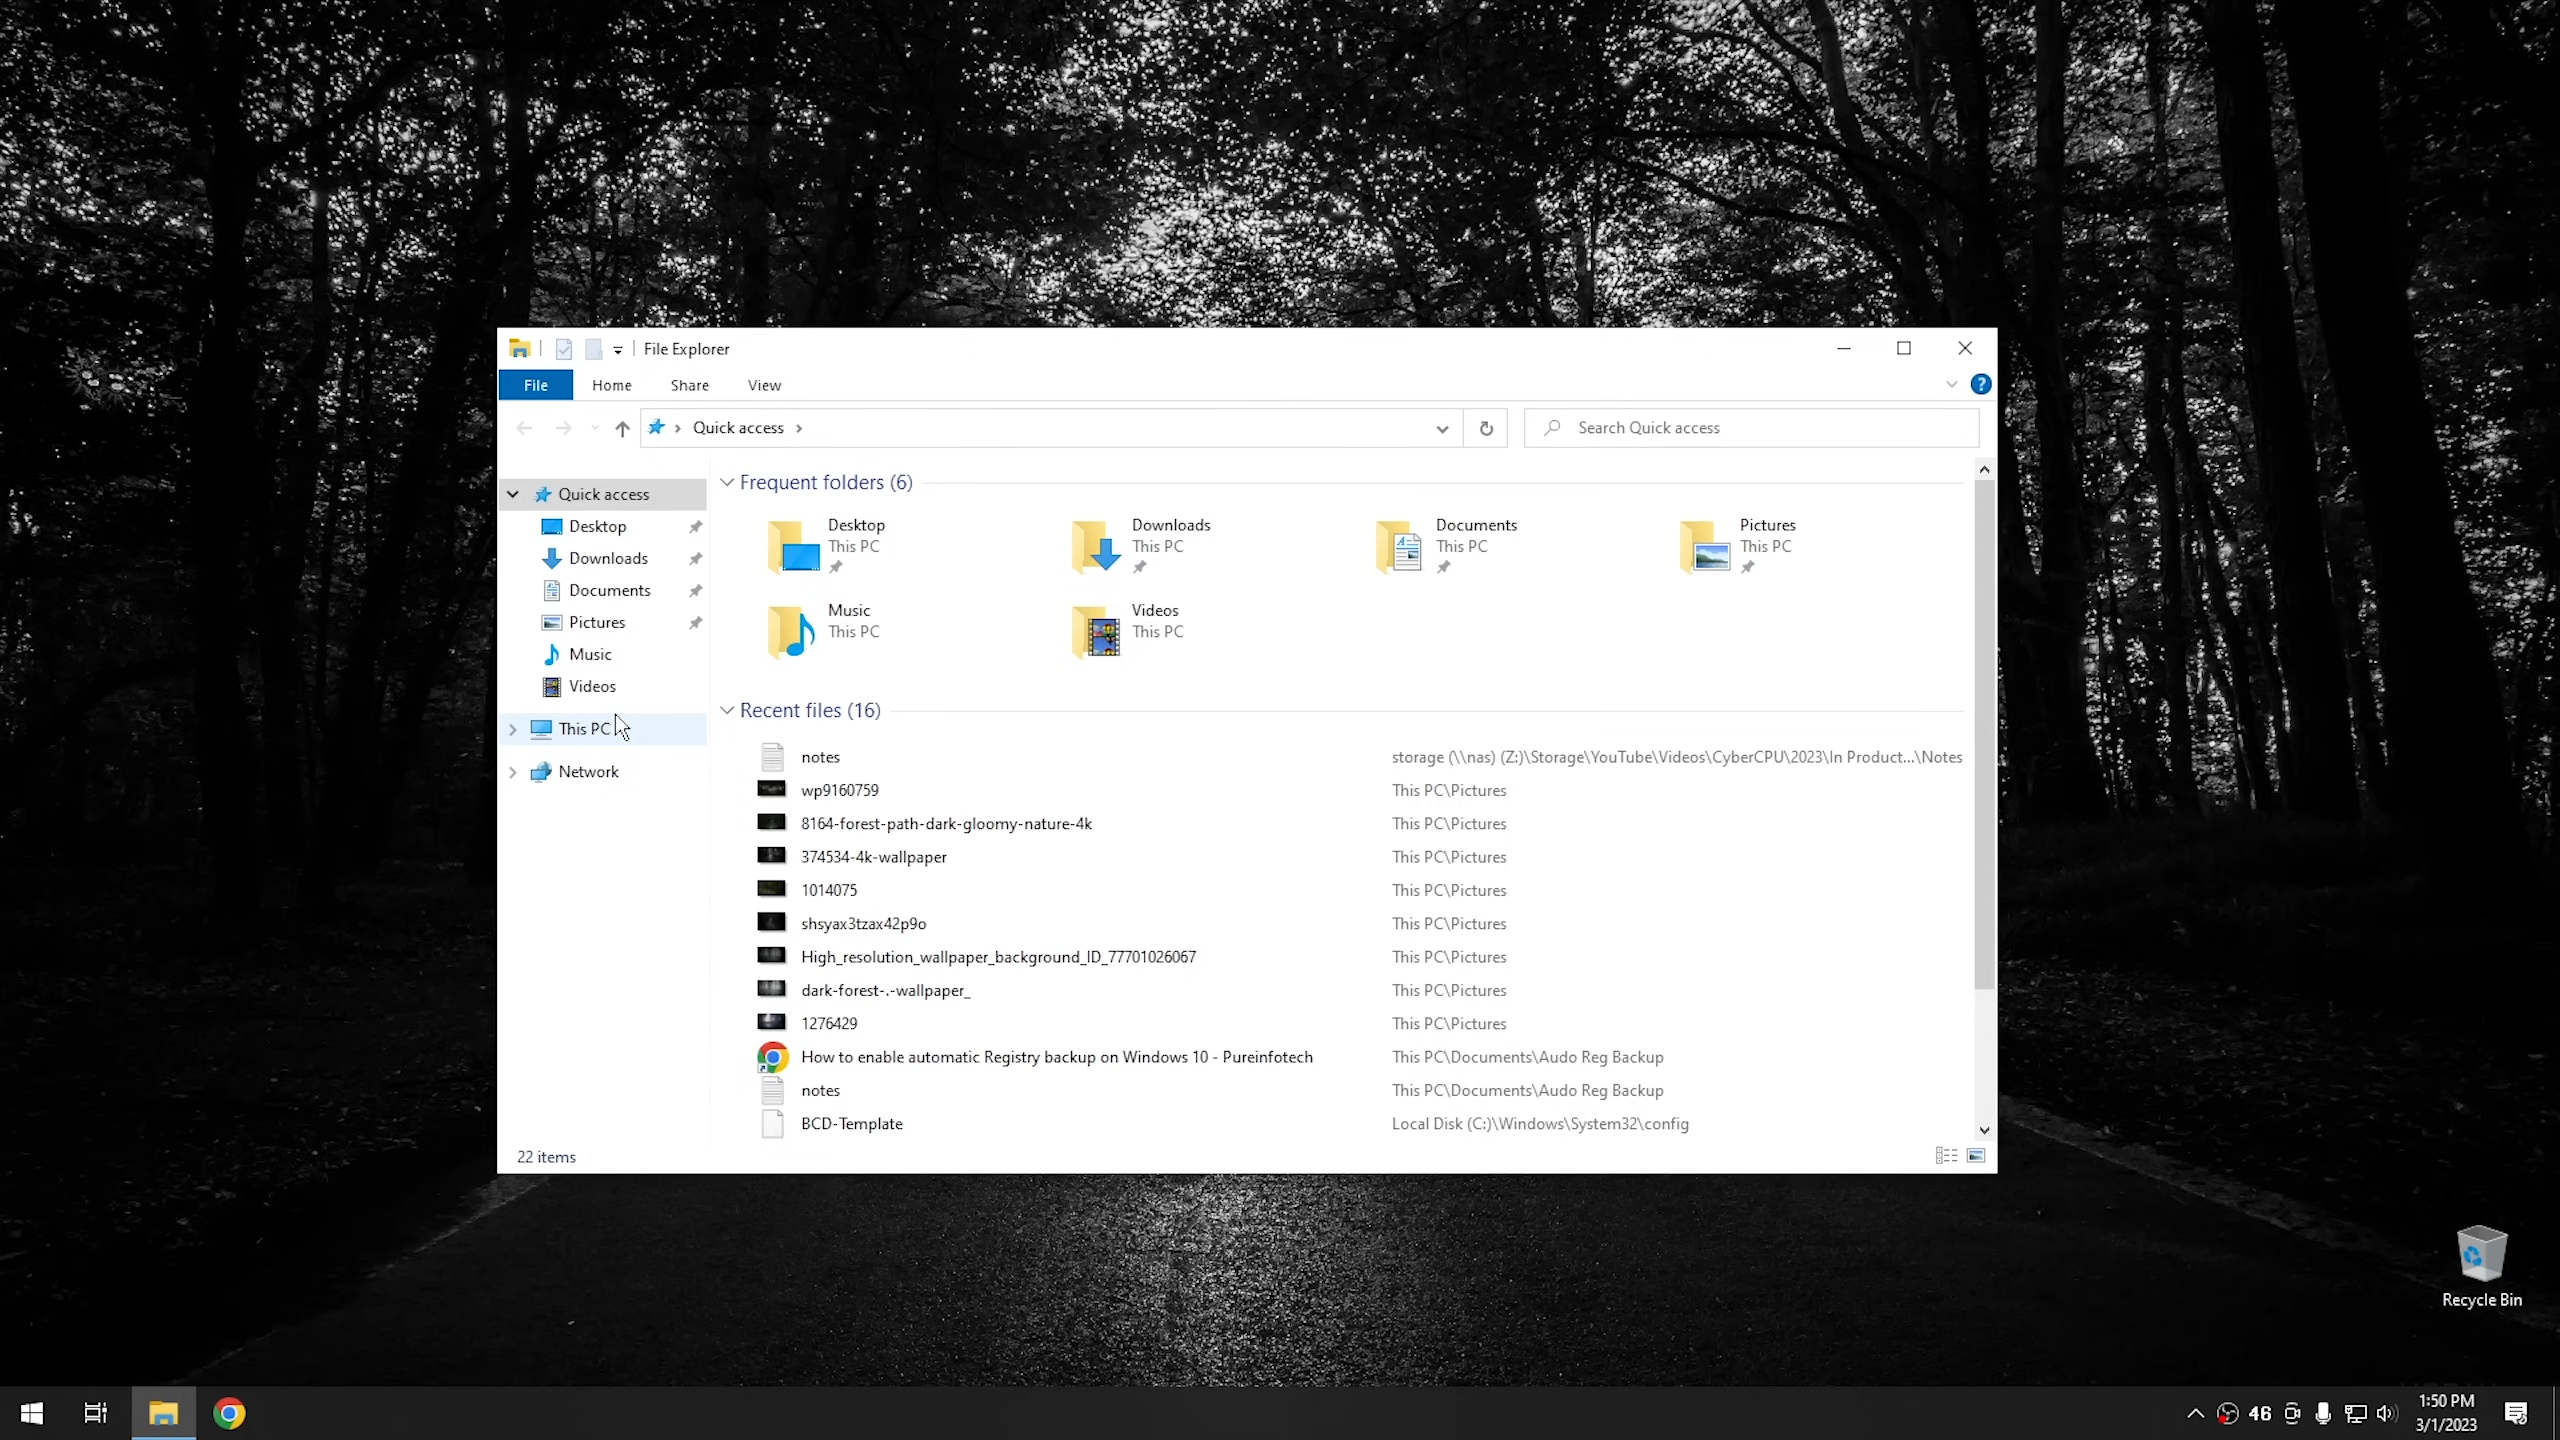 File Explorer
File Home Share View
Quick access
Search Quick access
Quick access
Desktop
Downloads
Documents
Pictures
Music
Videos
This PC
Network
Frequent folders (6)
Desktop
This PC
Downloads
This PC
Documents
This PC
Pictures
This PC
Music
This PC
Videos
This PC
Recent files (16)
notes storage (\\nas) (Z:)\Storage\YouTube\Videos\CyberCPU\2023\In Product...\Notes
wp9160759 This PC\Pictures
8164-forest-path-dark-gloomy-nature-4k This PC\Pictures
374534-4k-wallpaper This PC\Pictures
1014075 This PC\Pictures
shsyax3tzax42p9o This PC\Pictures
High_resolution_wallpaper_background_ID_77701026067 This PC\Pictures
dark-forest-.-wallpaper_ This PC\Pictures
1276429 This PC\Pictures
How to enable automatic Registry backup on Windows 10 - Pureinfotech This PC\Documents\Audo Reg Backup
notes This PC\Documents\Audo Reg Backup
BCD-Template Local Disk (C:)\Windows\System32\config
22 items
Recycle Bin
46
1:50 PM
3/1/2023